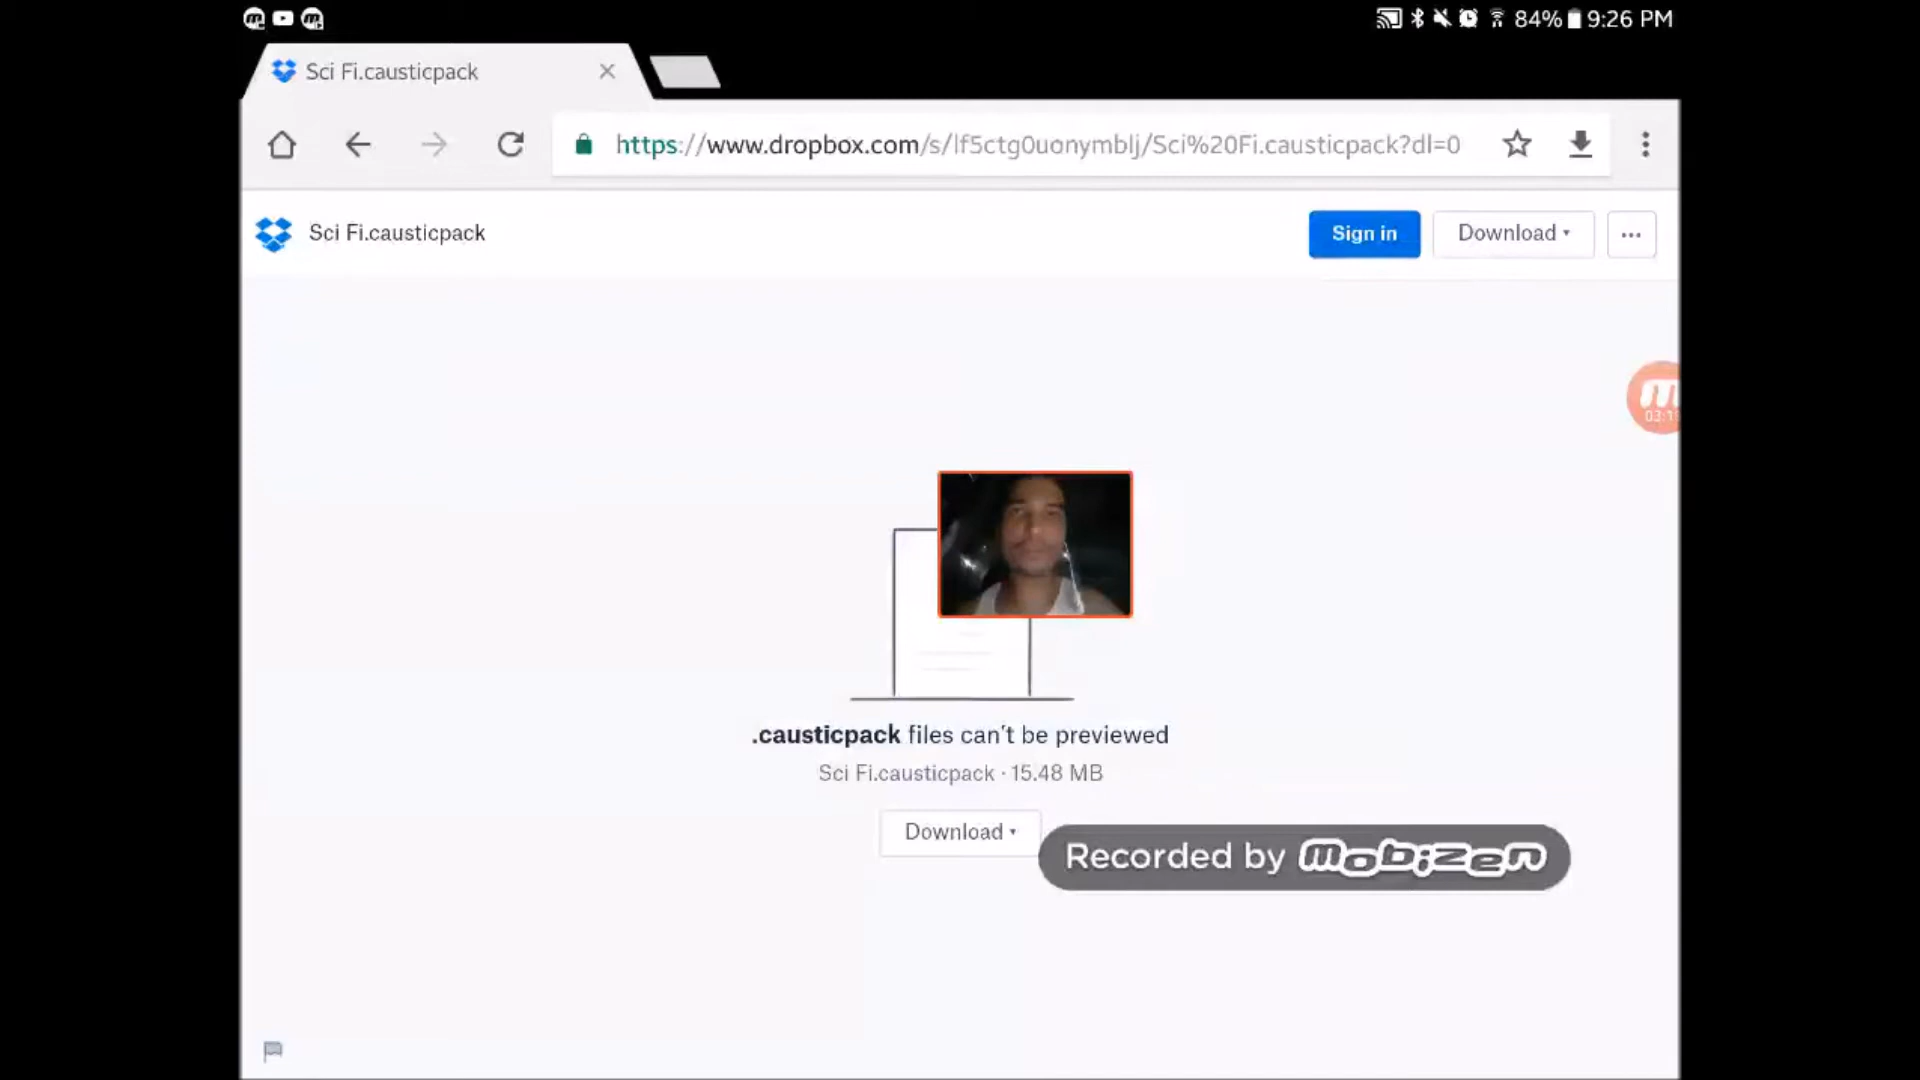 84% 9:26 PM
Sci Fi.causticpack
https://www.dropbox.com/s/lf5ctg0uonymblj/Sci%20Fi.causticpack?dl=0
Sci Fi.causticpack
Sign in
Download
.causticpack files can't be previewed
Sci Fi.causticpack · 15.48 MB
Download
Recorded by mobizen